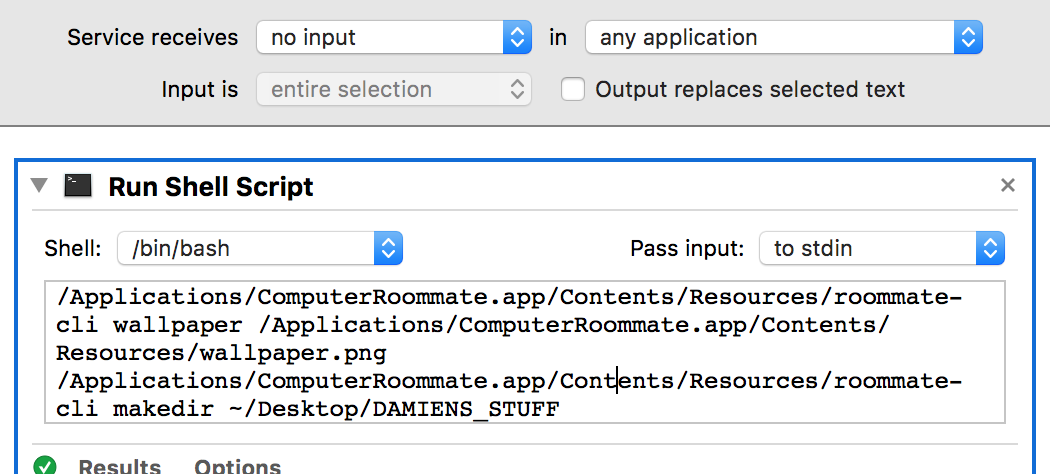 Service receives no input in any application
Input is entire selection Output replaces selected text
Run Shell Script
Shell: /bin/bash Pass input: to stdin
/Applications/ComputerRoommate.app/Contents/Resources/roommate-
cli wallpaper /Applications/ComputerRoommate.app/Contents/
Resources/wallpaper.png
/Applications/ComputerRoommate.app/Contents/Resources/roommate-
cli makedir ~/Desktop/DAMIENS_STUFF
Results Options